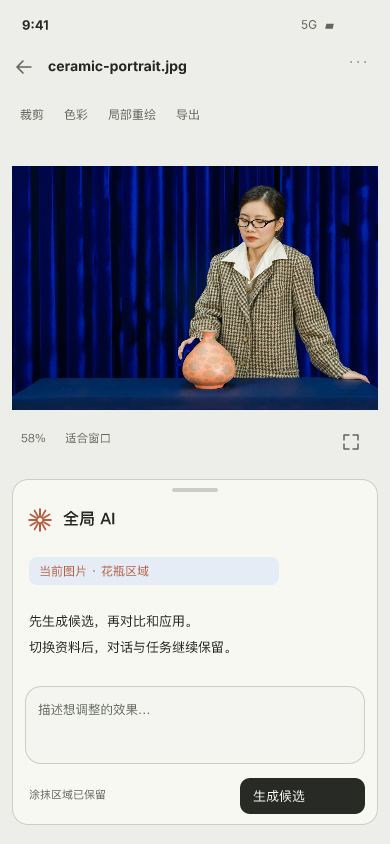 9:41
5G
ceramic-portrait.jpg
裁剪 色彩 局部重绘 导出
58% 适合窗口
全局 AI
当前图片 · 花瓶区域
先生成候选，再对比和应用。
切换资料后，对话与任务继续保留。
描述想调整的效果...
涂抹区域已保留
生成候选